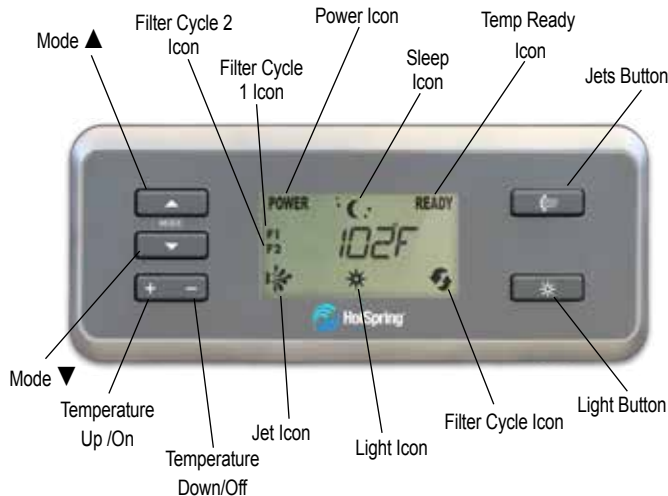 Mode ▲
Filter Cycle 2
Icon
Filter Cycle
1 Icon
Power Icon
Sleep
Icon
Temp Ready
Icon
Jets Button
POWER
READY
MODE
F1
F2
102F
+ -
HotSpring
Mode ▼
Temperature
Up /On
Temperature
Down/Off
Jet Icon
Light Icon
Filter Cycle Icon
Light Button